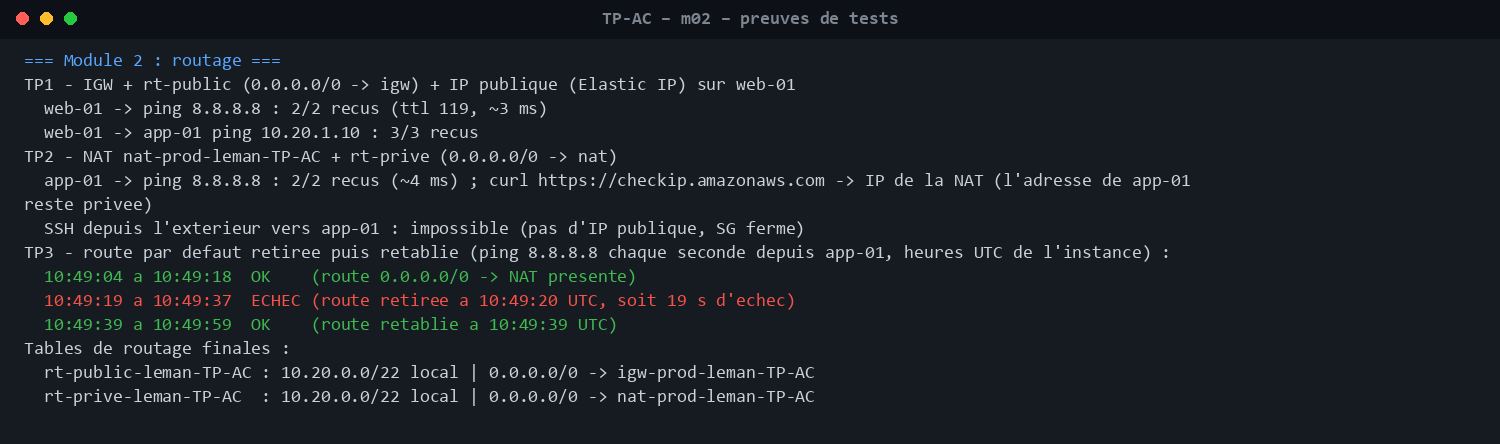 TP-AC – m02 – preuves de tests
=== Module 2 : routage ===
TP1 - IGW + rt-public (0.0.0.0/0 -> igw) + IP publique (Elastic IP) sur web-01
web-01 -> ping 8.8.8.8 : 2/2 recus (ttl 119, ~3 ms)
web-01 -> app-01 ping 10.20.1.10 : 3/3 recus
TP2 - NAT nat-prod-leman-TP-AC + rt-prive (0.0.0.0/0 -> nat)
app-01 -> ping 8.8.8.8 : 2/2 recus (~4 ms) ; curl https://checkip.amazonaws.com -> IP de la NAT (l'adresse de app-01
reste privee)
SSH depuis l'exterieur vers app-01 : impossible (pas d'IP publique, SG ferme)
TP3 - route par defaut retiree puis retablie (ping 8.8.8.8 chaque seconde depuis app-01, heures UTC de l'instance) :
10:49:04 a 10:49:18  OK    (route 0.0.0.0/0 -> NAT presente)
10:49:19 a 10:49:37  ECHEC (route retiree a 10:49:20 UTC, soit 19 s d'echec)
10:49:39 a 10:49:59  OK    (route retablie a 10:49:39 UTC)
Tables de routage finales :
rt-public-leman-TP-AC : 10.20.0.0/22 local | 0.0.0.0/0 -> igw-prod-leman-TP-AC
rt-prive-leman-TP-AC  : 10.20.0.0/22 local | 0.0.0.0/0 -> nat-prod-leman-TP-AC